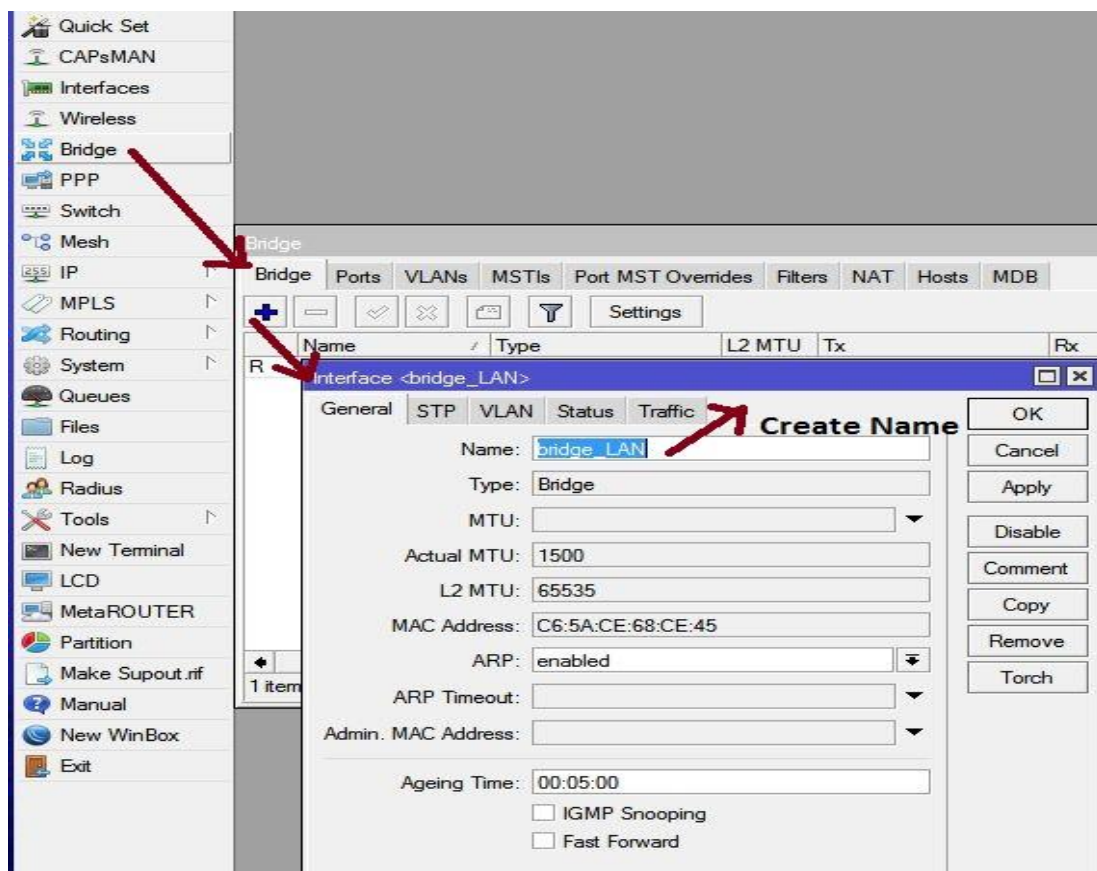 Quick Set
CAPsMAN
Interfaces
Wireless
Bridge
PPP
Switch
Mesh
IP
MPLS
Routing
System
Queues
Files
Log
Radius
Tools
New Terminal
LCD
MetaROUTER
Partition
Make Supout.rif
Manual
New WinBox
Exit
Bridge
Bridge Ports VLANs MSTIs Port MST Overrides Filters NAT Hosts MDB
Settings
Name Type L2 MTU Tx Rx
R
1 item
Interface <bridge_LAN>
General STP VLAN Status Traffic
Create Name
Name: bridge_LAN
Type: Bridge
MTU:
Actual MTU: 1500
L2 MTU: 65535
MAC Address: C6:5A:CE:68:CE:45
ARP: enabled
ARP Timeout:
Admin. MAC Address:
Ageing Time: 00:05:00
IGMP Snooping
Fast Forward
OK
Cancel
Apply
Disable
Comment
Copy
Remove
Torch